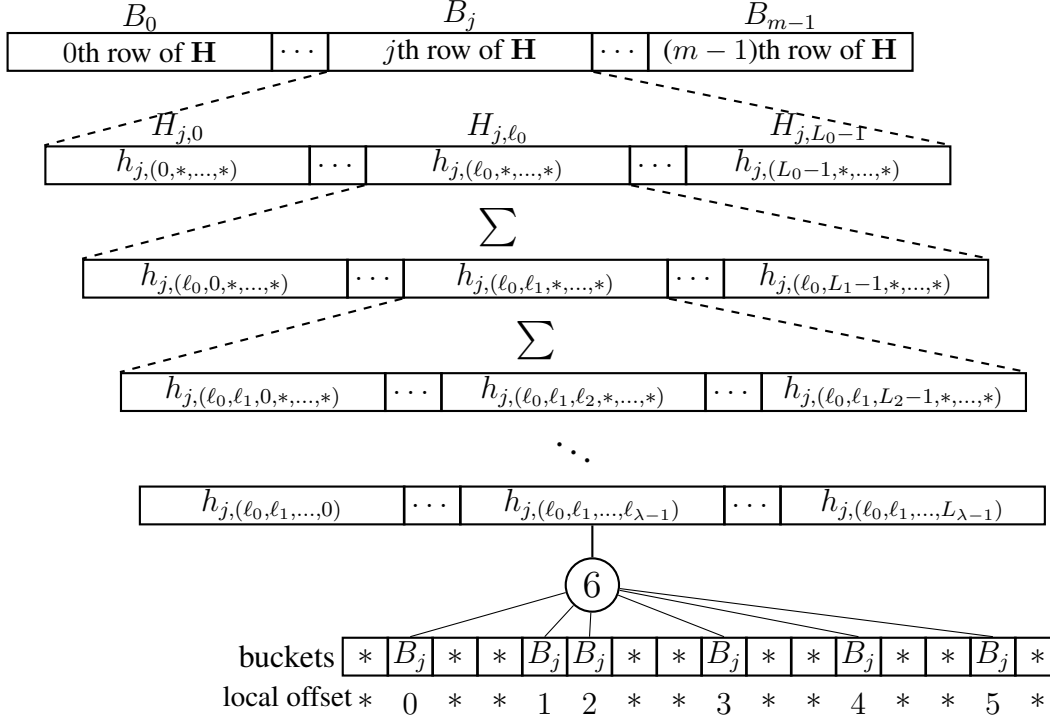 B_0 B_j B_{m−1}
0th row of H ⋯ jth row of H ⋯ (m − 1)th row of H
H_{j,0} H_{j,ℓ_0} H_{j,L_0−1}
h_{j,(0,∗,...,∗)} ⋯ h_{j,(ℓ_0,∗,...,∗)} ⋯ h_{j,(L_0−1,∗,...,∗)}
∑
h_{j,(ℓ_0,0,∗,...,∗)} ⋯ h_{j,(ℓ_0,ℓ_1,∗,...,∗)} ⋯ h_{j,(ℓ_0,L_1−1,∗,...,∗)}
∑
h_{j,(ℓ_0,ℓ_1,0,∗,...,∗)} ⋯ h_{j,(ℓ_0,ℓ_1,ℓ_2,∗,...,∗)} ⋯ h_{j,(ℓ_0,ℓ_1,L_2−1,∗,...,∗)}
⋱
h_{j,(ℓ_0,ℓ_1,...,0)} ⋯ h_{j,(ℓ_0,ℓ_1,...,ℓ_{λ−1})} ⋯ h_{j,(ℓ_0,ℓ_1,...,L_{λ−1})}
6
buckets ∗ B_j ∗ ∗ B_j B_j ∗ ∗ B_j ∗ ∗ B_j ∗ ∗ B_j ∗
local offset ∗ 0 ∗ ∗ 1 2 ∗ ∗ 3 ∗ ∗ 4 ∗ ∗ 5 ∗